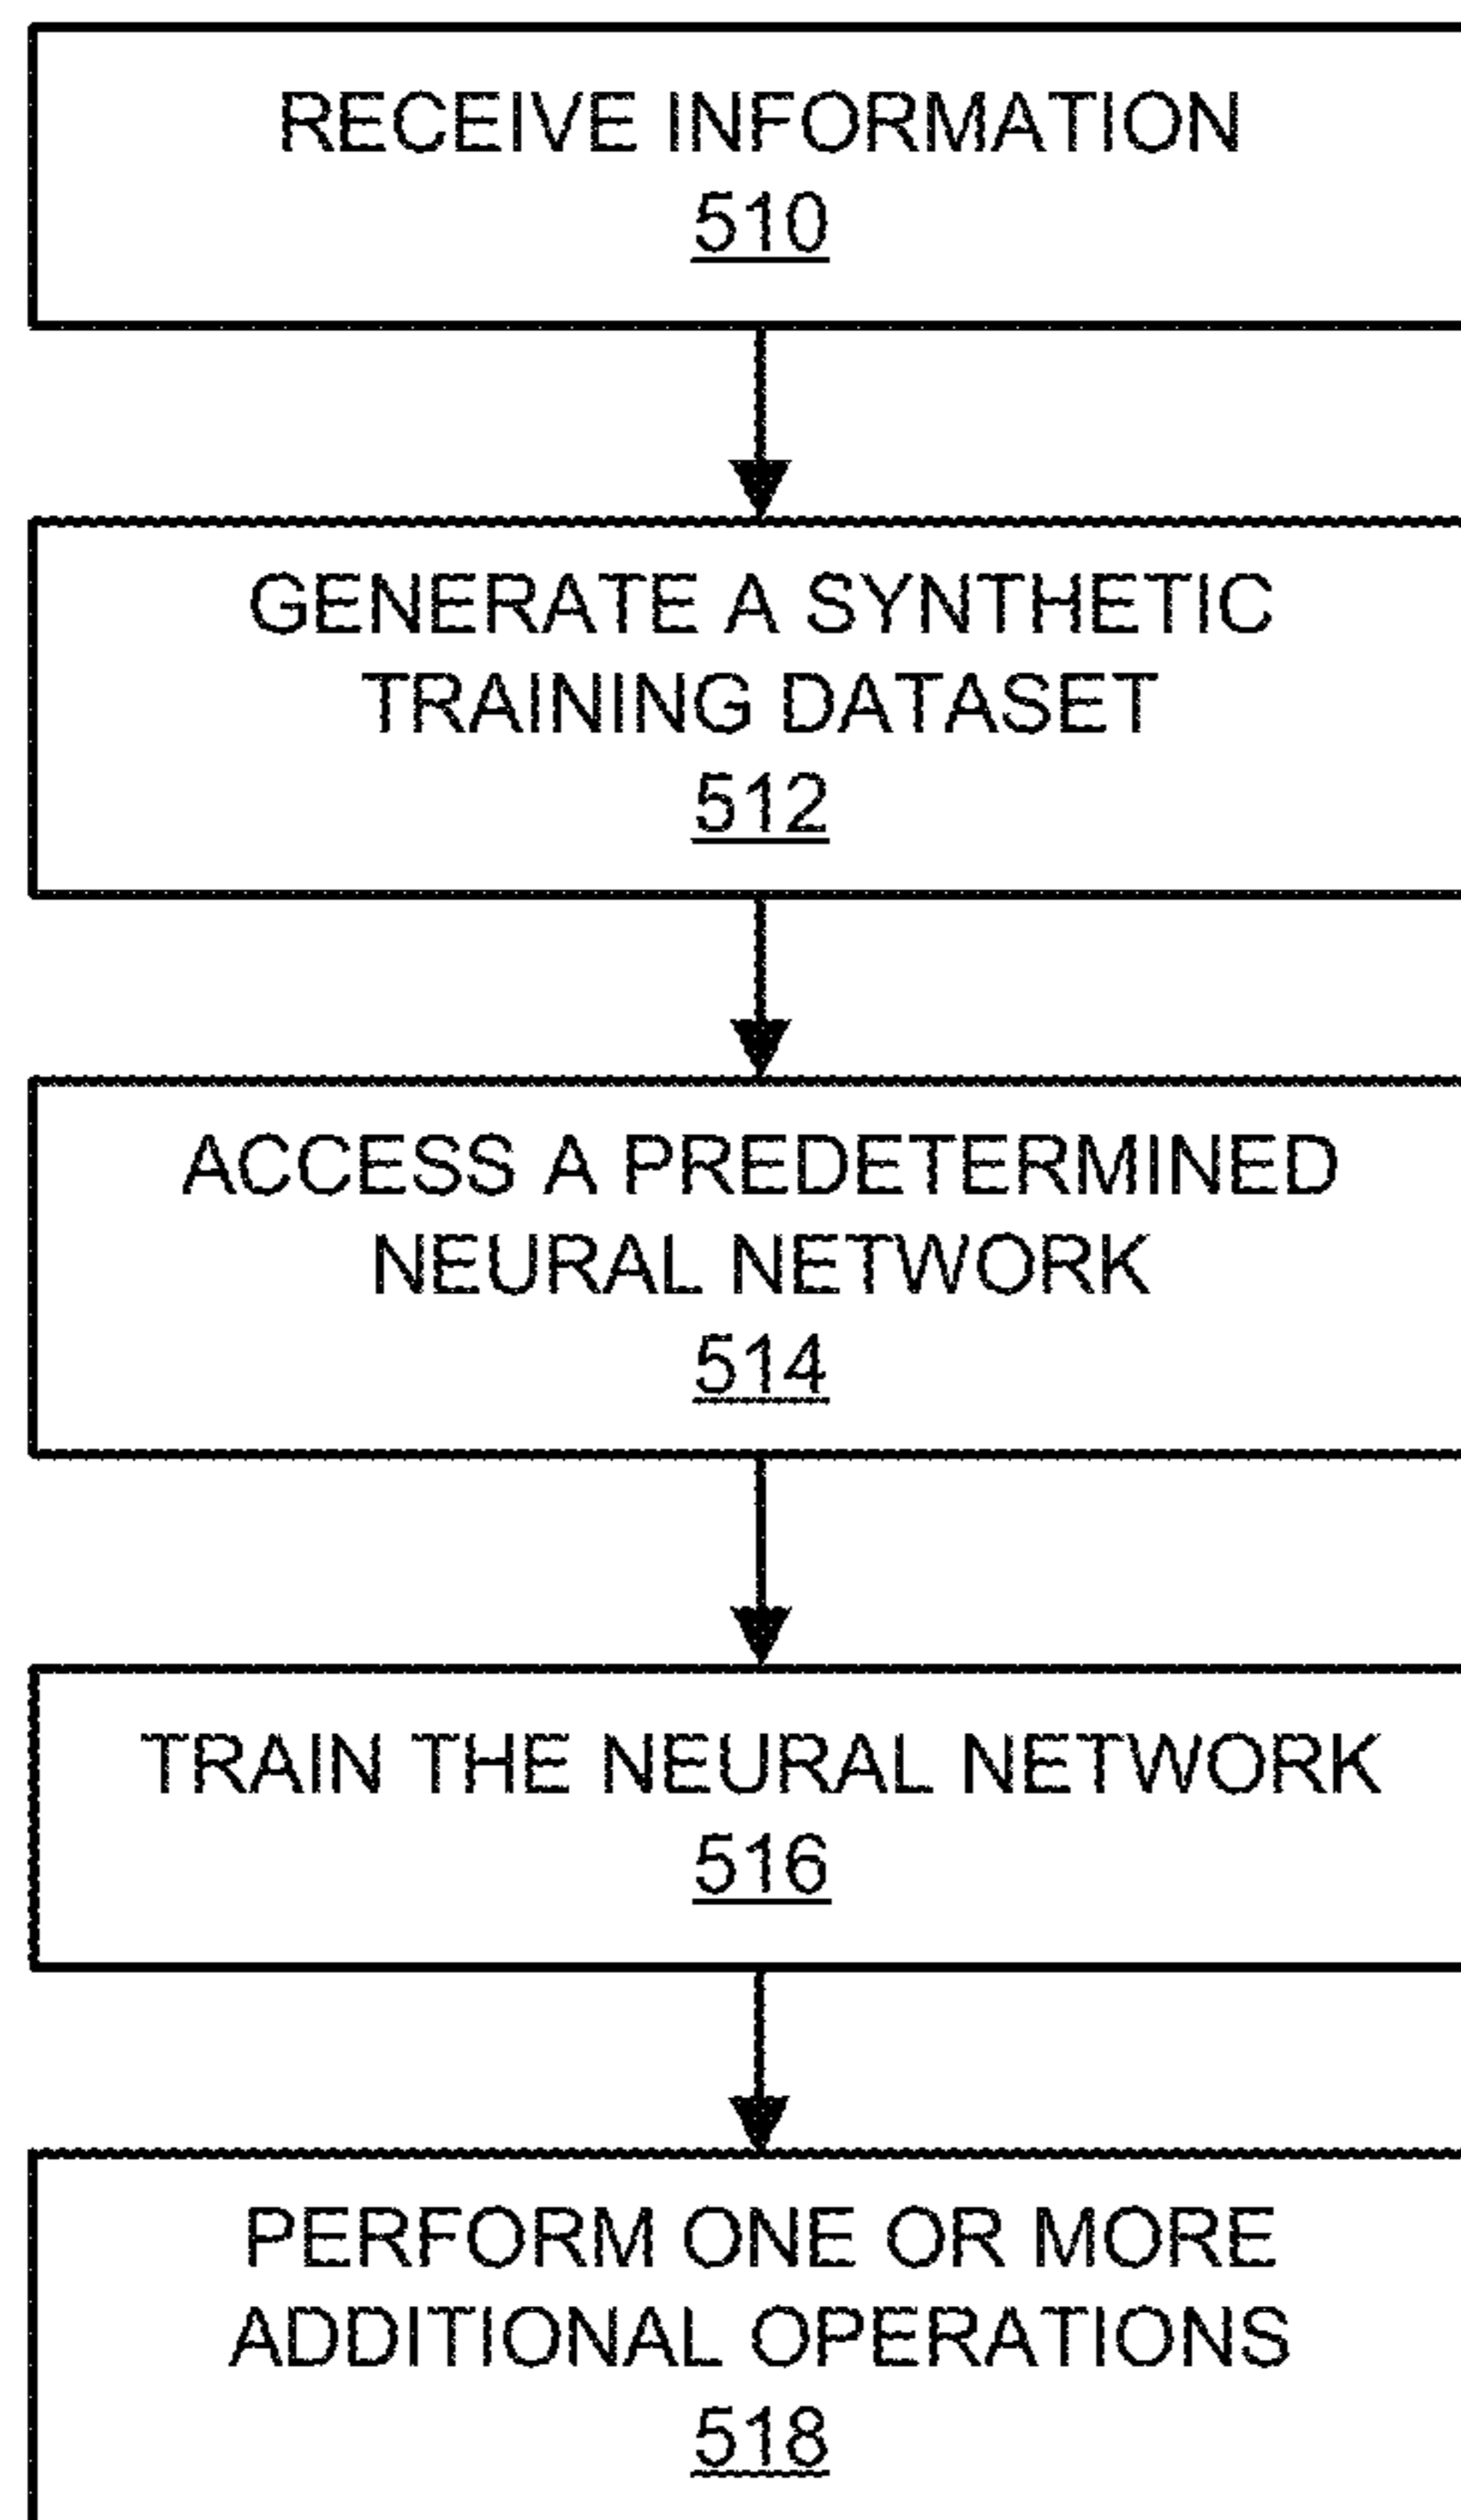 RECEIVE INFORMATION
510
GENERATE A SYNTHETIC
TRAINING DATASET
512
ACCESS A PREDETERMINED
NEURAL NETWORK
514
TRAIN THE NEURAL NETWORK
516
PERFORM ONE OR MORE
ADDITIONAL OPERATIONS
518